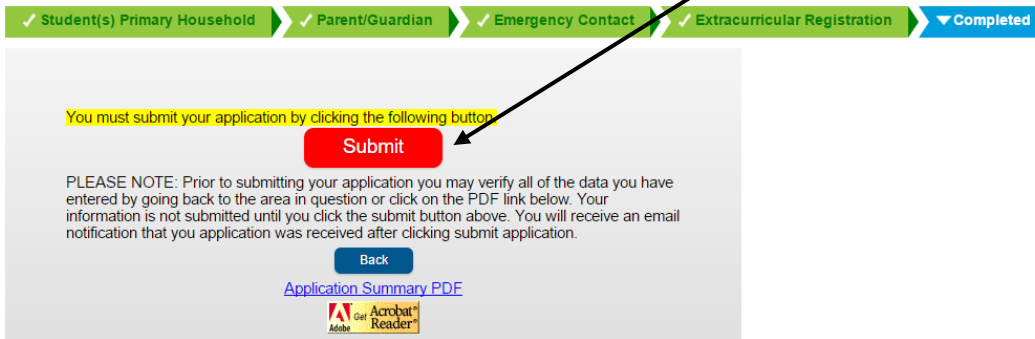 ✓ Student(s) Primary Household ✓ Parent/Guardian ✓ Emergency Contact ✓ Extracurricular Registration ▼Completed
You must submit your application by clicking the following button.
Submit
PLEASE NOTE: Prior to submitting your application you may verify all of the data you have
entered by going back to the area in question or click on the PDF link below. Your
information is not submitted until you click the submit button above. You will receive an email
notification that you application was received after clicking submit application.
Back
Application Summary PDF
Adobe Get Acrobat® Reader®